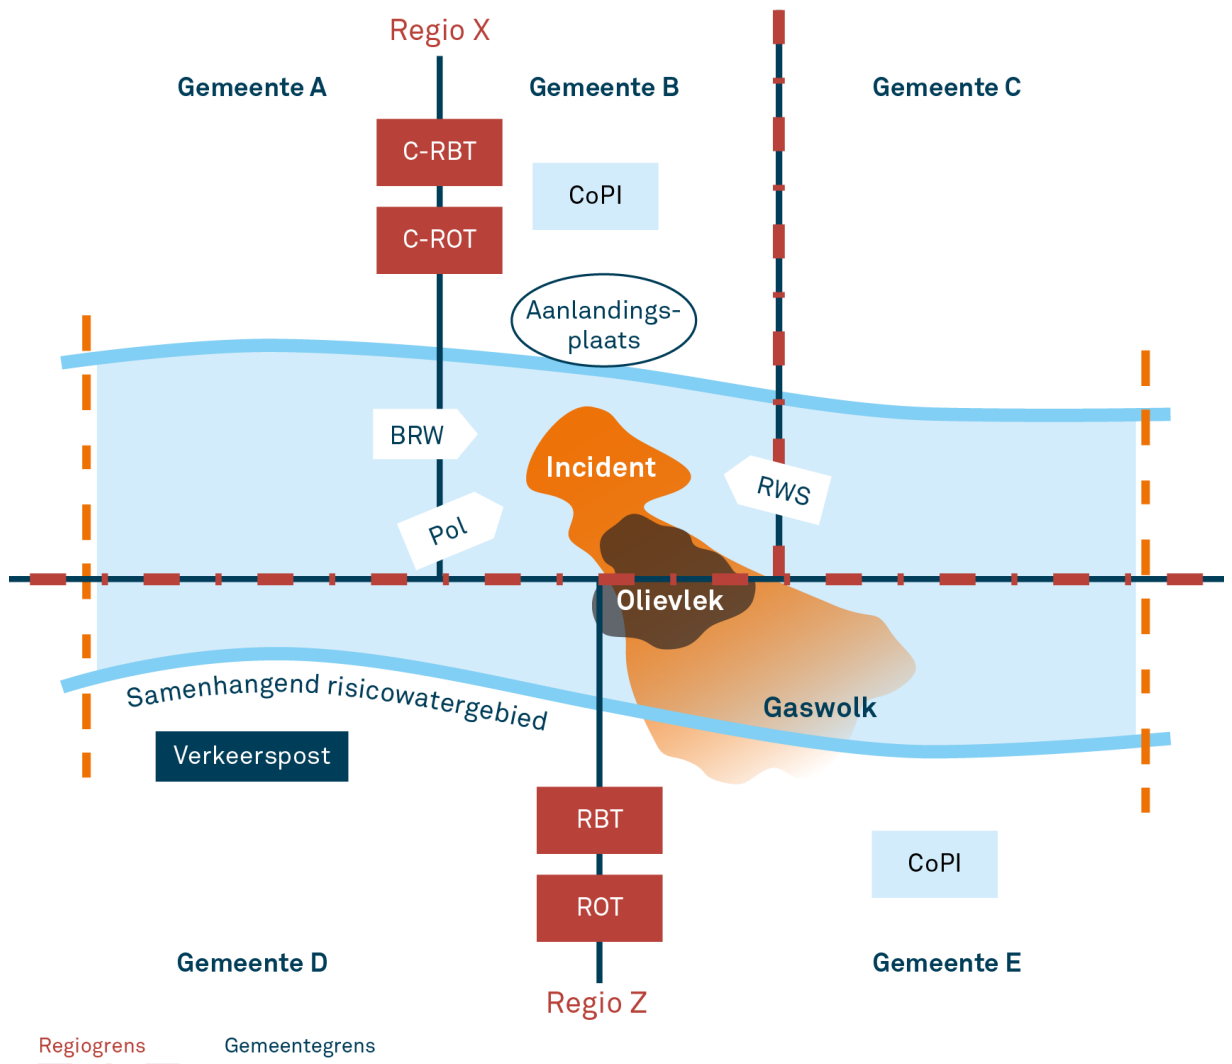 Regio X
Gemeente A
Gemeente B
Gemeente C
C-RBT
CoPI
C-ROT
Aanlandings-
plaats
BRW
Incident
RWS
Pol
Olievlek
Samenhangend risicowatergebied
Gaswolk
Verkeerspost
RBT
CoPI
ROT
Gemeente D
Gemeente E
Regio Z
Regiogrens
Gemeentegrens